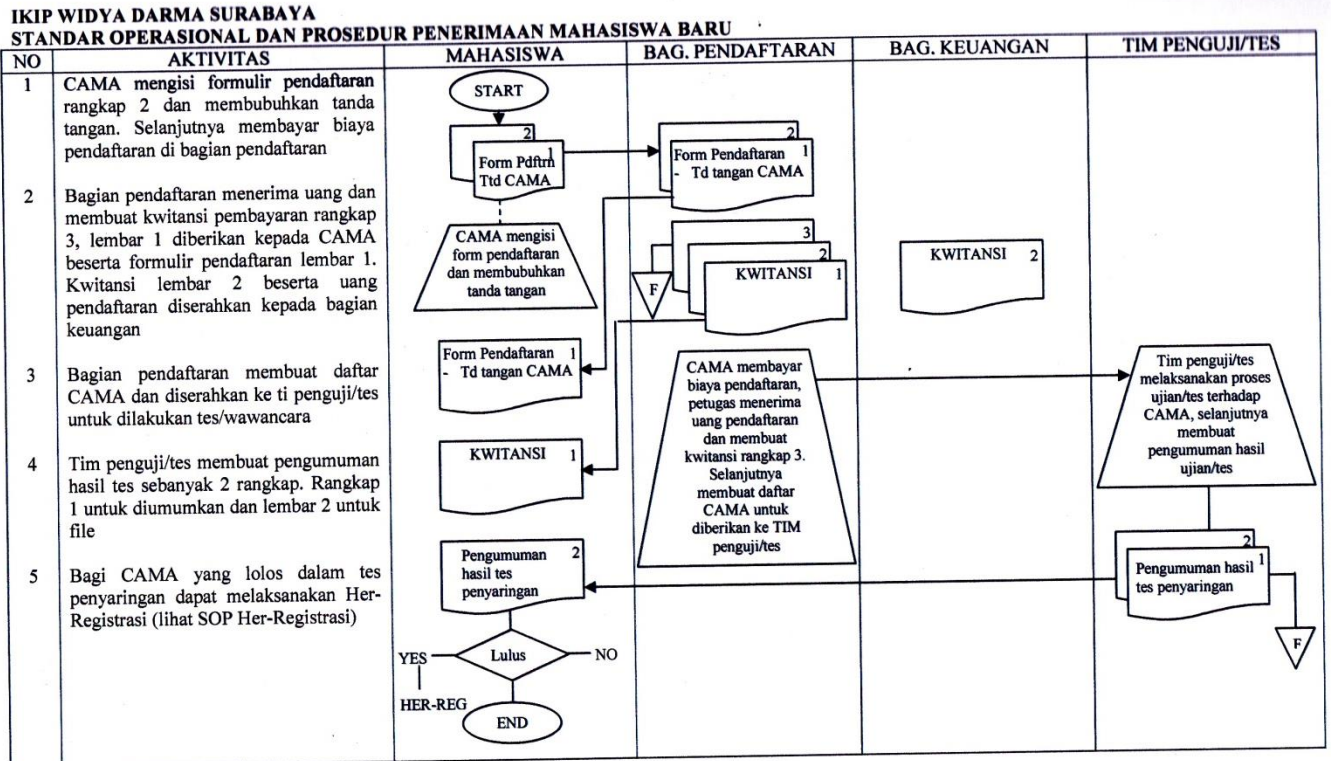 IKIP WIDYA DARMA SURABAYA
STANDAR OPERASIONAL DAN PROSEDUR PENERIMAAN MAHASISWA BARU
NO AKTIVITAS MAHASISWA BAG. PENDAFTARAN BAG. KEUANGAN TIM PENGUJI/TES
1 CAMA mengisi formulir pendaftaran
rangkap 2 dan membubuhkan tanda
tangan. Selanjutnya membayar biaya
pendaftaran di bagian pendaftaran
2 Bagian pendaftaran menerima uang dan
membuat kwitansi pembayaran rangkap
3, lembar 1 diberikan kepada CAMA
beserta formulir pendaftaran lembar 1.
Kwitansi lembar 2 beserta uang
pendaftaran diserahkan kepada bagian
keuangan
3 Bagian pendaftaran membuat daftar
CAMA dan diserahkan ke ti penguji/tes
untuk dilakukan tes/wawancara
4 Tim penguji/tes membuat pengumuman
hasil tes sebanyak 2 rangkap. Rangkap
1 untuk diumumkan dan lembar 2 untuk
file
5 Bagi CAMA yang lolos dalam tes
penyaringan dapat melaksanakan Her-
Registrasi (lihat SOP Her-Registrasi)
START
2
1
Form Pdftrn
Ttd CAMA
CAMA mengisi
form pendaftaran
dan membubuhkan
tanda tangan
Form Pendaftaran 1
- Td tangan CAMA
KWITANSI 1
Pengumuman 2
hasil tes
penyaringan
YES Lulus NO
HER-REG
END
2
Form Pendaftaran 1
- Td tangan CAMA
3
2
KWITANSI 1
F
CAMA membayar
biaya pendaftaran,
petugas menerima
uang pendaftaran
dan membuat
kwitansi rangkap 3.
Selanjutnya
membuat daftar
CAMA untuk
diberikan ke TIM
penguji/tes
KWITANSI 2
Tim penguji/tes
melaksanakan proses
ujian/tes terhadap
CAMA, selanjutnya
membuat
pengumuman hasil
ujian/tes
2
Pengumuman hasil 1
tes penyaringan
F